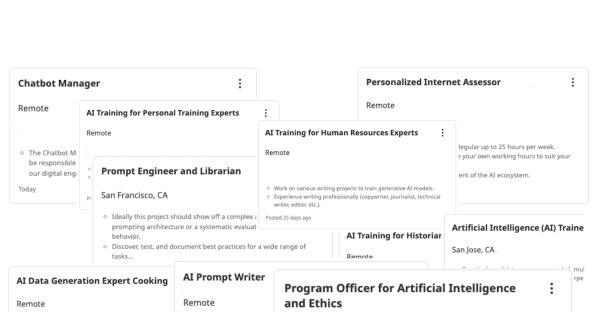 Chatbot Manager
Remote
The Chatbot M
be responsible
our digital eng
Today
AI Training for Personal Training Experts
Remote
Personalized Internet Assessor
Remote
egular up to 25 hours per week.
your own working hours to suit your
ent of the AI ecosystem.
AI Training for Human Resources Experts
Remote
Work on various writing projects to train generative AI models.
Experience writing professionally (copywriter, journalist, technical
writer, editor, etc.).
Posted 25 days ago
Prompt Engineer and Librarian
San Francisco, CA
Ideally this project should show off a complex
prompting architecture or a systematic evaluat
behavior.
Discover, test, and document best practices for a wide range of
tasks...
AI Training for Historian
Remote
Artificial Intelligence (AI) Traine
San Jose, CA
AI Data Generation Expert Cooking
Remote
AI Prompt Writer
Remote
Program Officer for Artificial Intelligence
and Ethics